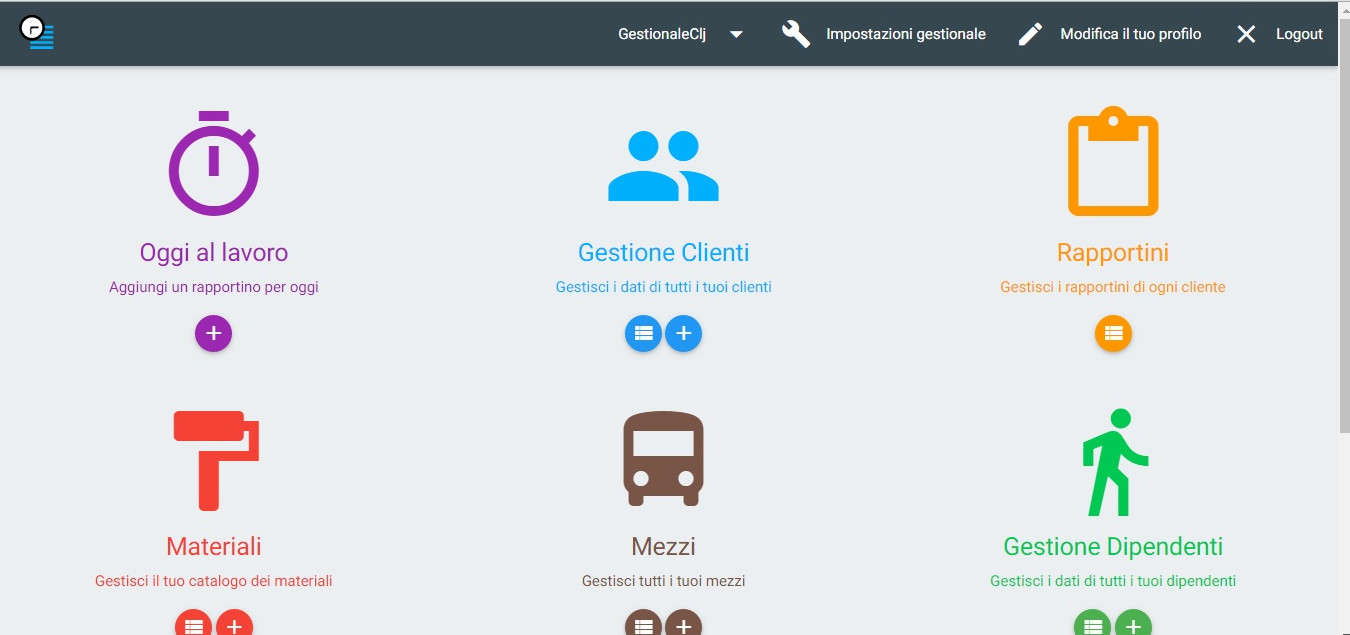 GestionaleClj
Impostazioni gestionale
Modifica il tuo profilo
Logout
Oggi al lavoro
Aggiungi un rapportino per oggi
Gestione Clienti
Gestisci i dati di tutti i tuoi clienti
Rapportini
Gestisci i rapportini di ogni cliente
Materiali
Gestisci il tuo catalogo dei materiali
Mezzi
Gestisci tutti i tuoi mezzi
Gestione Dipendenti
Gestisci i dati di tutti i tuoi dipendenti